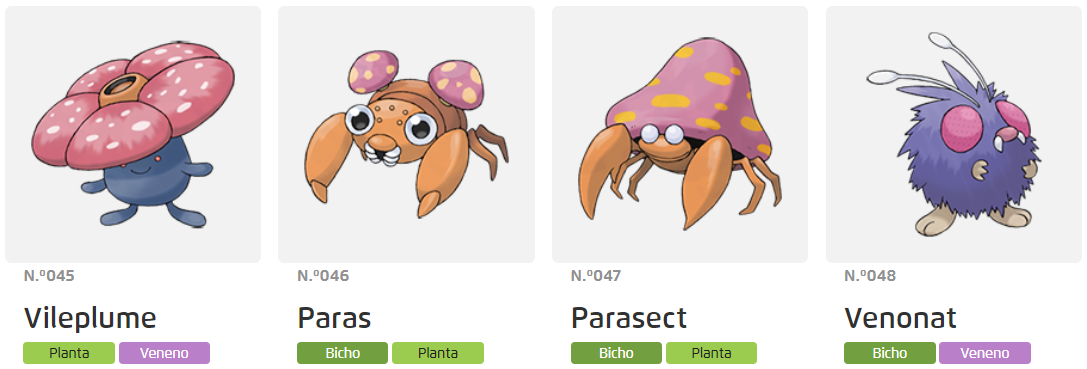 N.º045
Vileplume
Planta Veneno
N.º046
Paras
Bicho Planta
N.º047
Parasect
Bicho Planta
N.º048
Venonat
Bicho Veneno